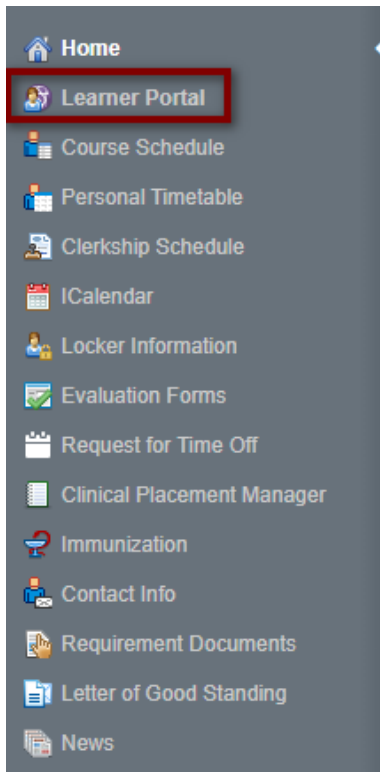 Home
Learner Portal
Course Schedule
Personal Timetable
Clerkship Schedule
ICalendar
Locker Information
Evaluation Forms
Request for Time Off
Clinical Placement Manager
Immunization
Contact Info
Requirement Documents
Letter of Good Standing
News